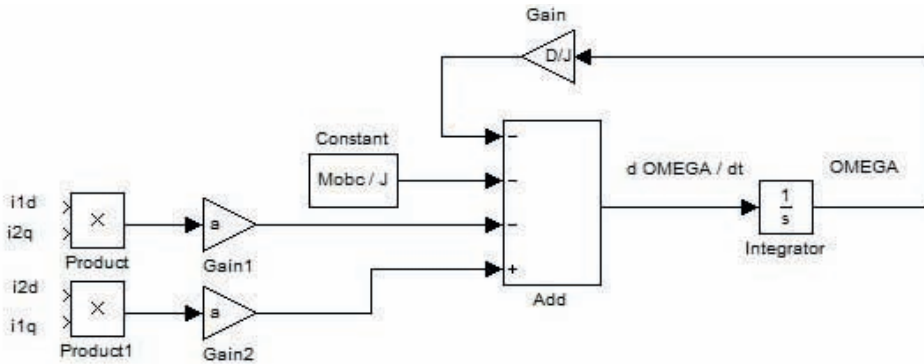 Gain
D/J
Constant
Mobc / J
−
−
−
+
Add
d OMEGA / dt
OMEGA
1
s
Integrator
i1d
i2q
×
Product
a
Gain1
i2d
i1q
×
Product1
a
Gain2